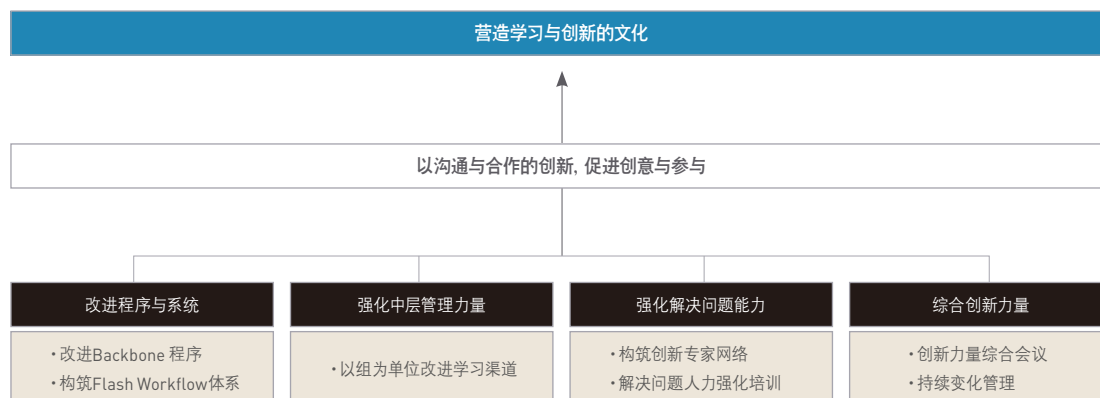 营造学习与创新的文化
以沟通与合作的创新, 促进创意与参与
改进程序与系统
• 改进Backbone 程序
• 构筑Flash Workflow体系
强化中层管理力量
• 以组为单位改进学习渠道
强化解决问题能力
• 构筑创新专家网络
• 解决问题人力强化培训
综合创新力量
• 创新力量综合会议
• 持续变化管理